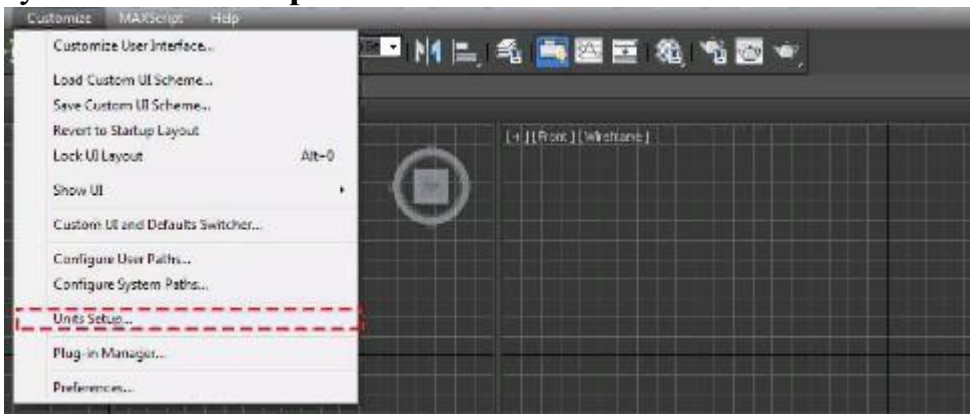 Customize MAXScript Help
Customize User Interface...
Load Custom UI Scheme...
Save Custom UI Scheme...
Revert to Startup Layout
Lock UI Layout Alt+0
Show UI
Custom UI and Defaults Switcher...
Configure User Paths...
Configure System Paths...
Units Setup...
Plug-in Manager...
Preferences...
[+][Front][Wireframe]